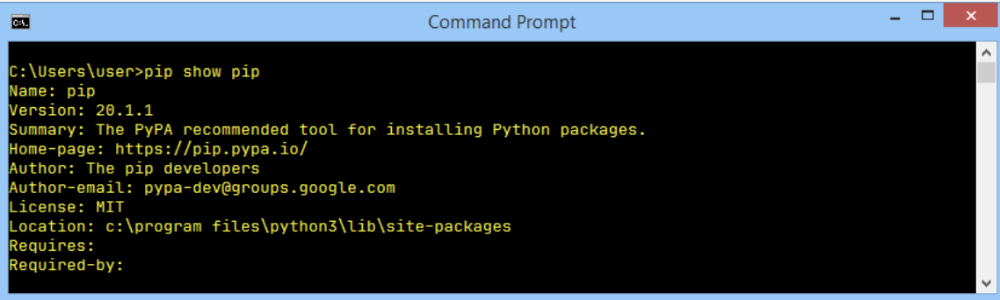 Command Prompt
C:\Users\user>pip show pip
Name: pip
Version: 20.1.1
Summary: The PyPA recommended tool for installing Python packages.
Home-page: https://pip.pypa.io/
Author: The pip developers
Author-email: pypa-dev@groups.google.com
License: MIT
Location: c:\program files\python3\lib\site-packages
Requires:
Required-by: